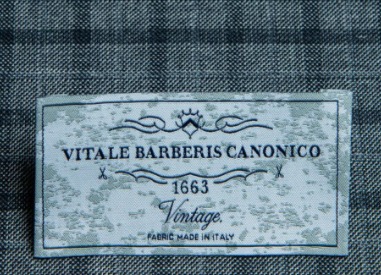 VITALE BARBERIS CANONICO
1663
Vintage.
FABRIC MADE IN ITALY